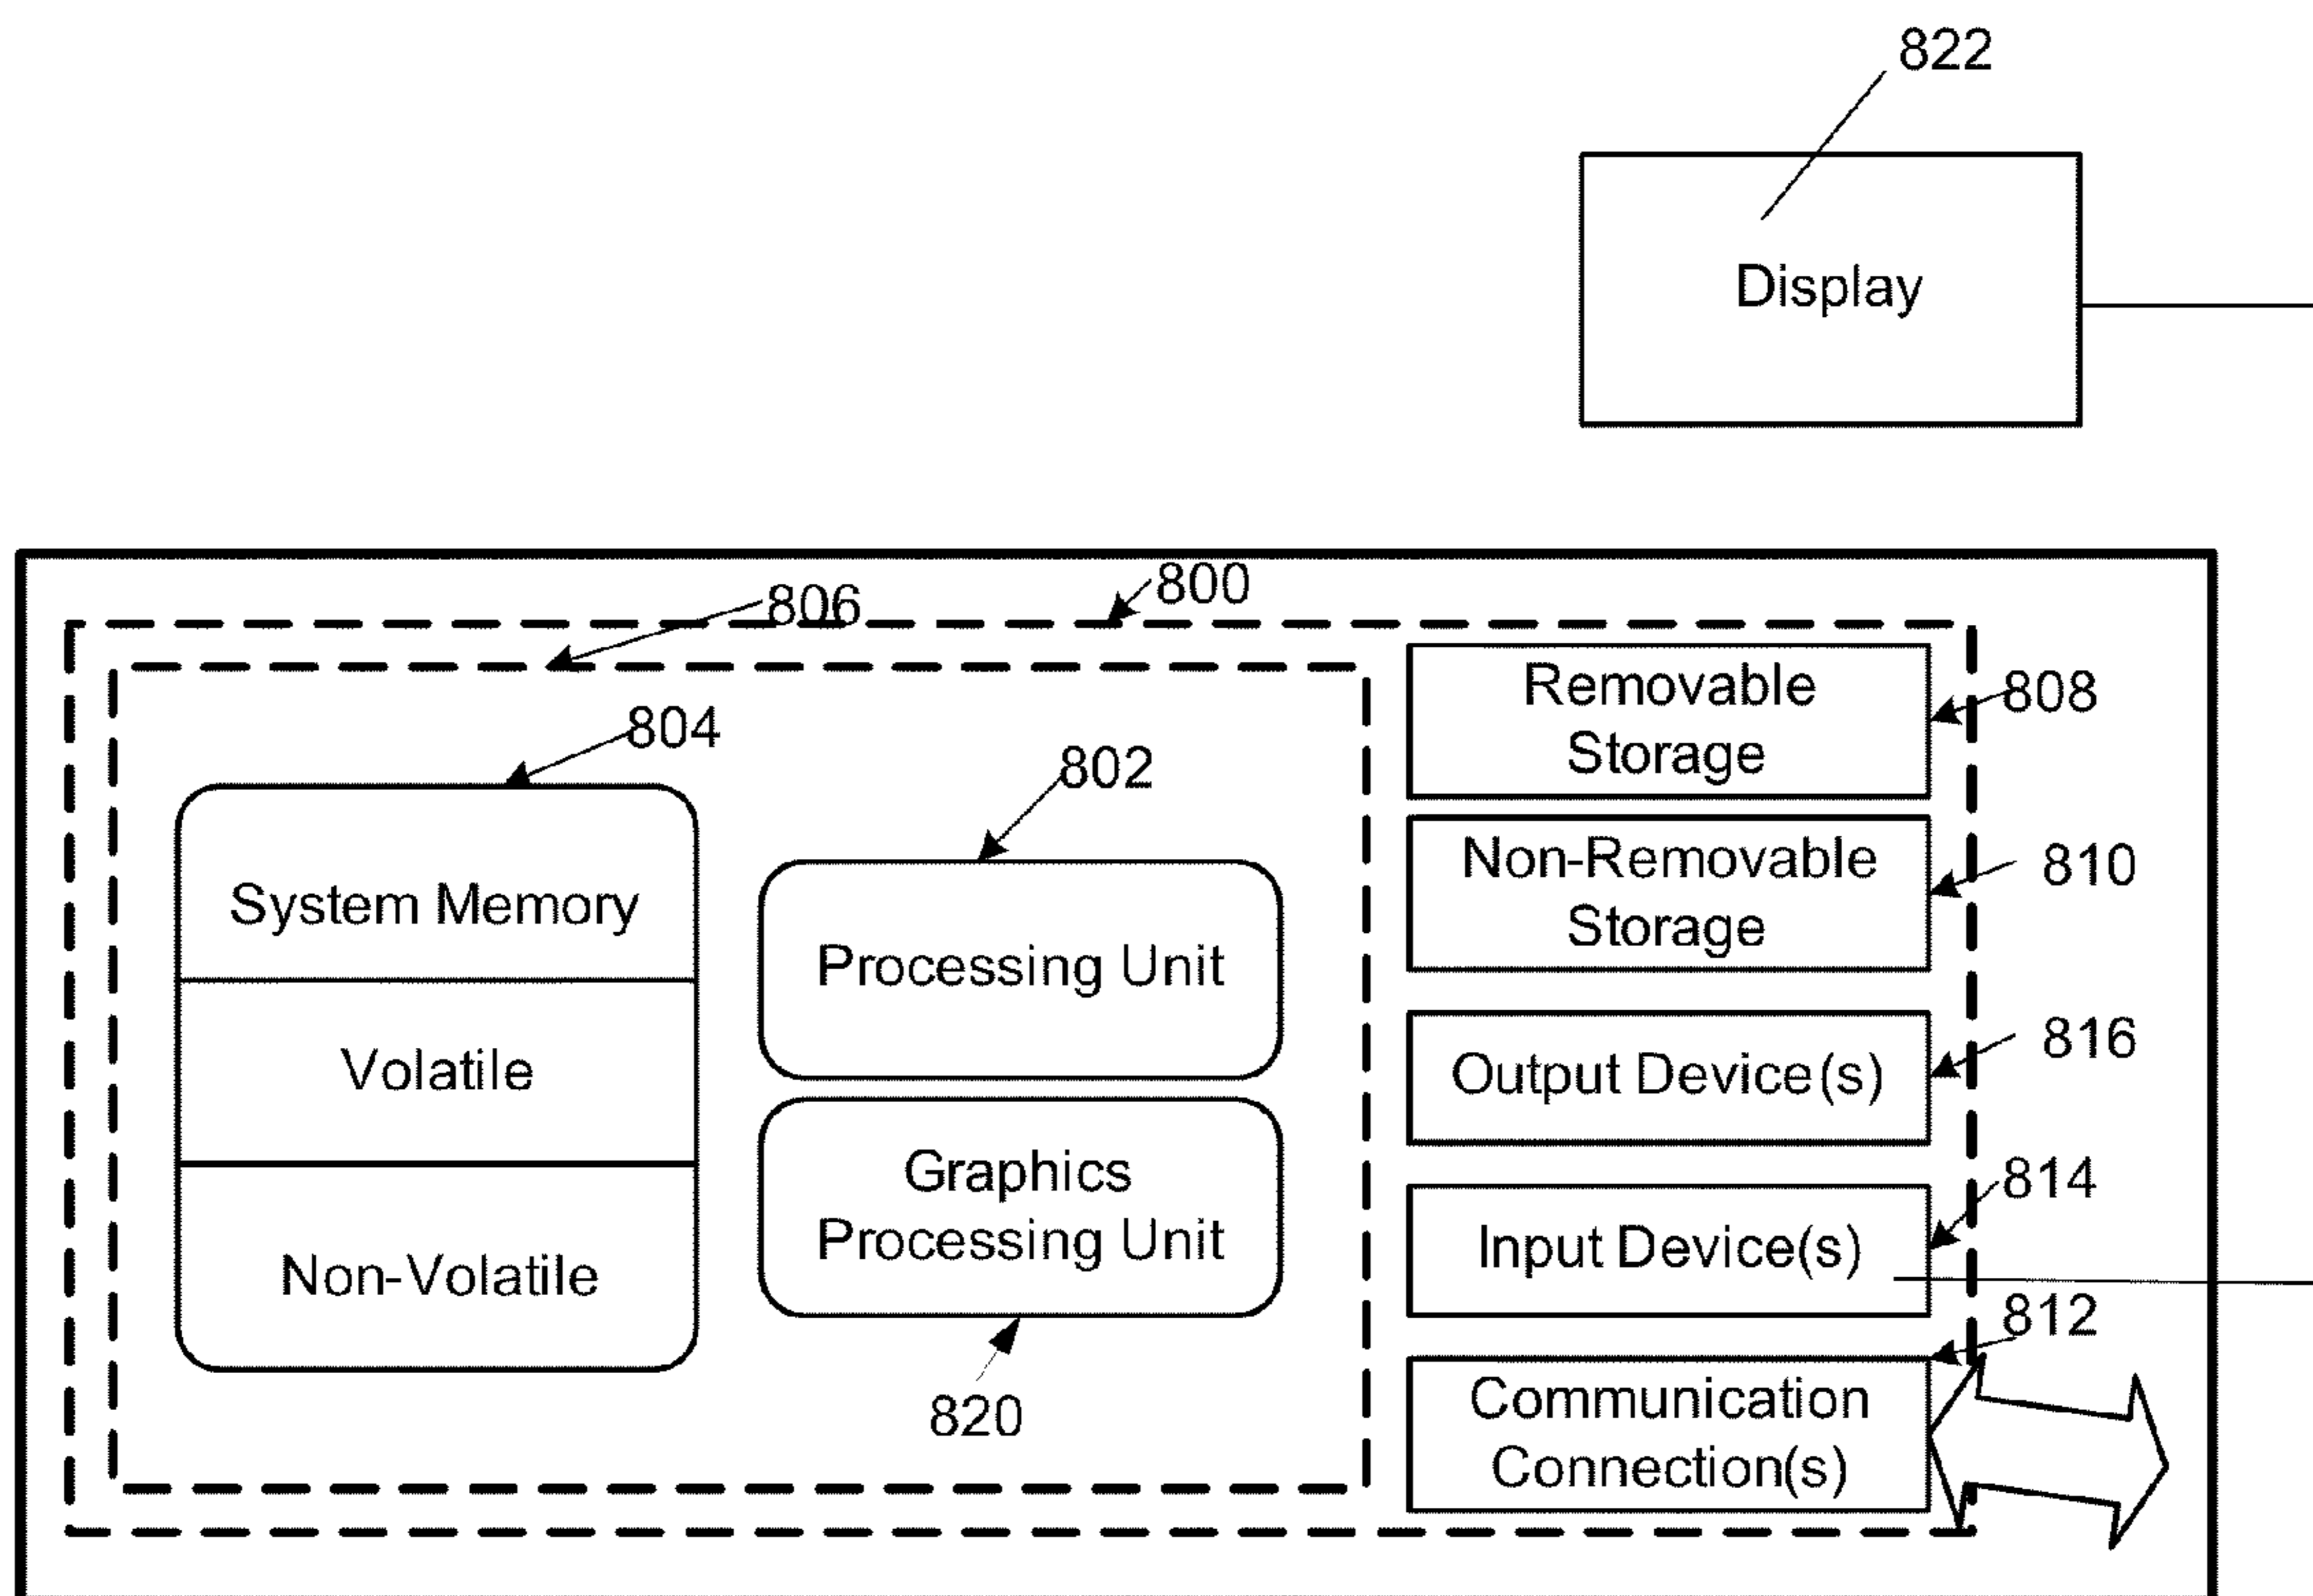 822
Display
800
806
Removable
Storage
808
804
802
Non-Removable
Storage
810
System Memory
Processing Unit
816
Output Device(s)
Volatile
Graphics
Processing Unit
814
Input Device(s)
Non-Volatile
812
820
Communication
Connection(s)